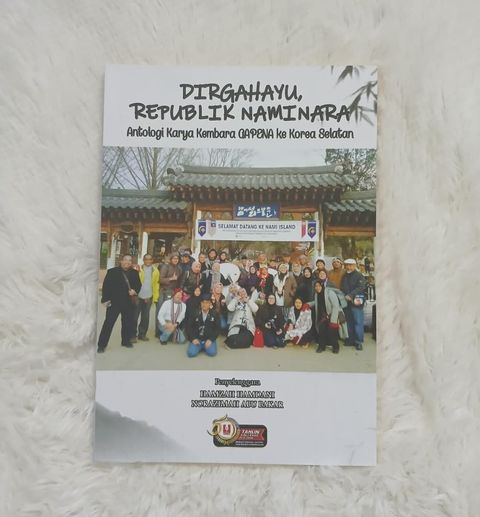 DIRGAHAYU,
REPUBLIK NAMINARA
Antologi Karya Kembara GAPENA ke Korea Selatan
SELAMAT DATANG KE NAMI ISLAND
Penyelenggara
HAMZAH HAMDANI
NORAZIMAH ABU BAKAR
TAHUN